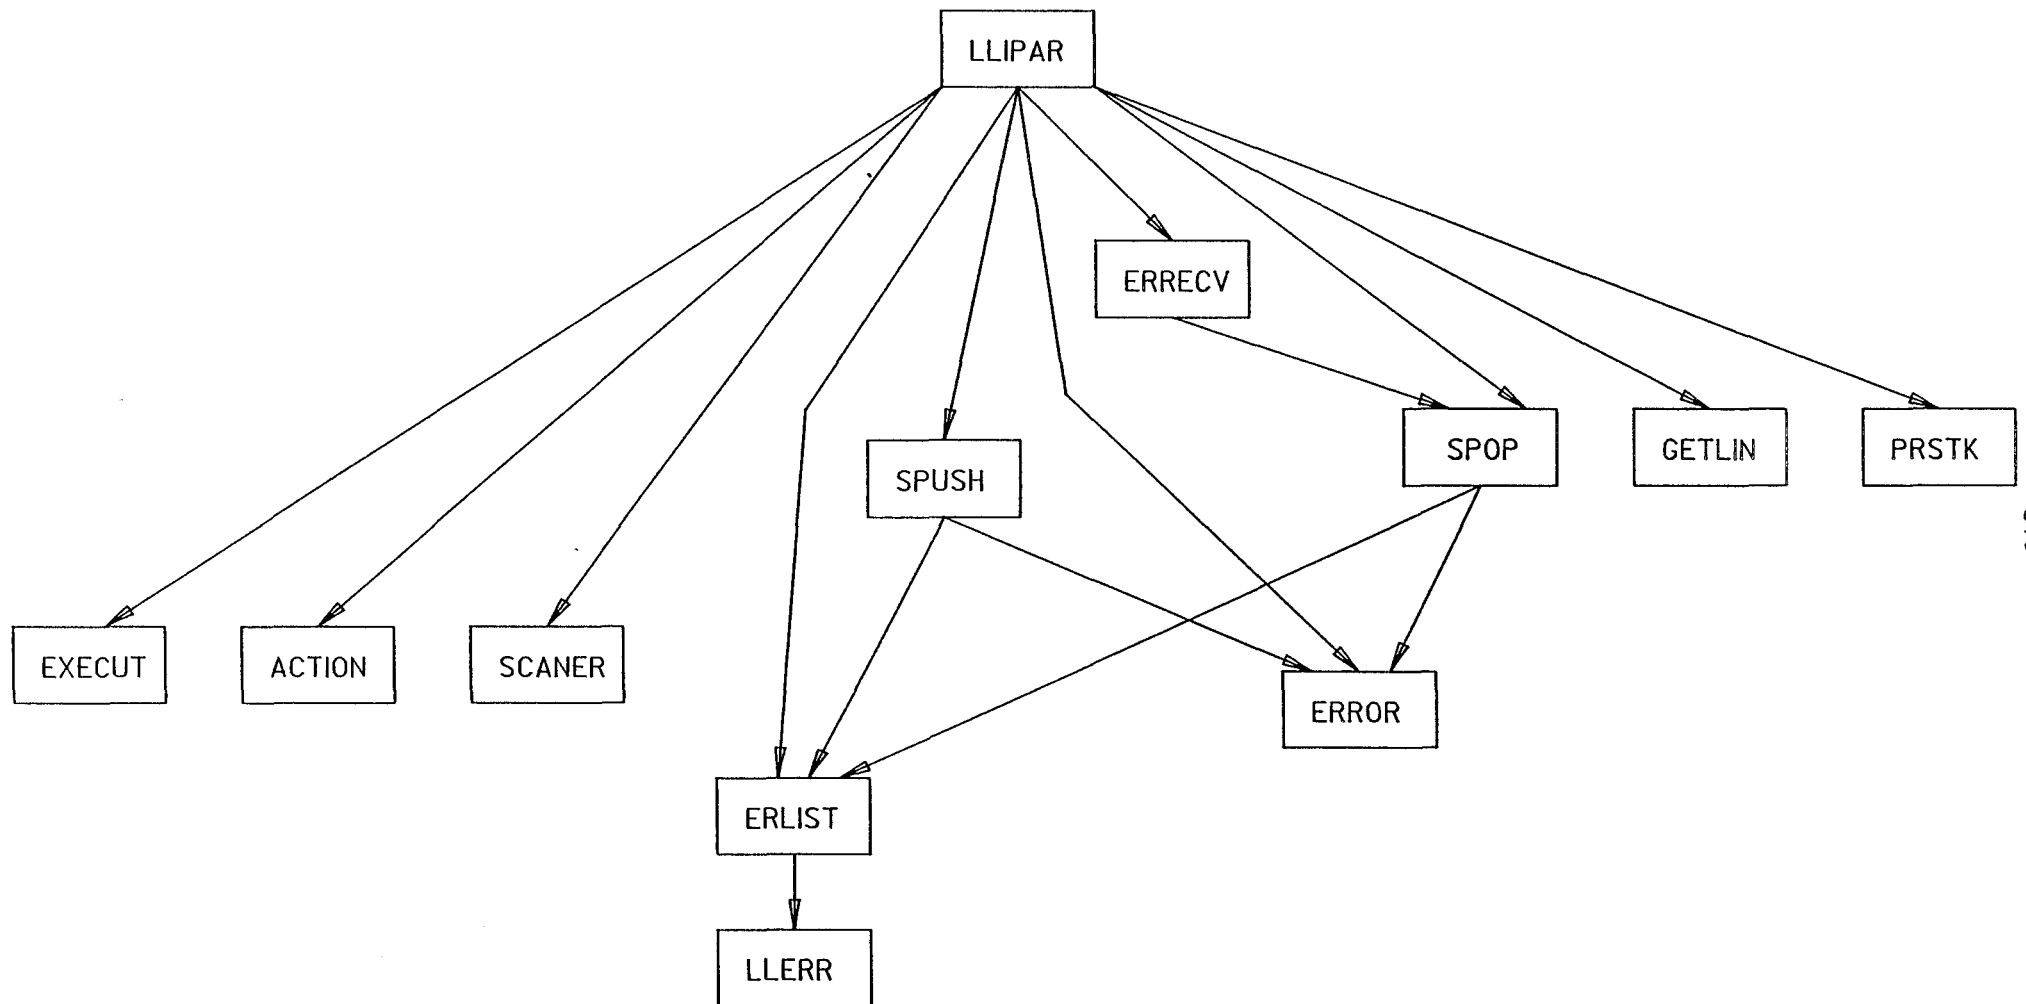 LLIPAR
ERRECV
SPUSH
SPOP
GETLIN
PRSTK
EXECUT
ACTION
SCANER
ERROR
ERLIST
LLERR